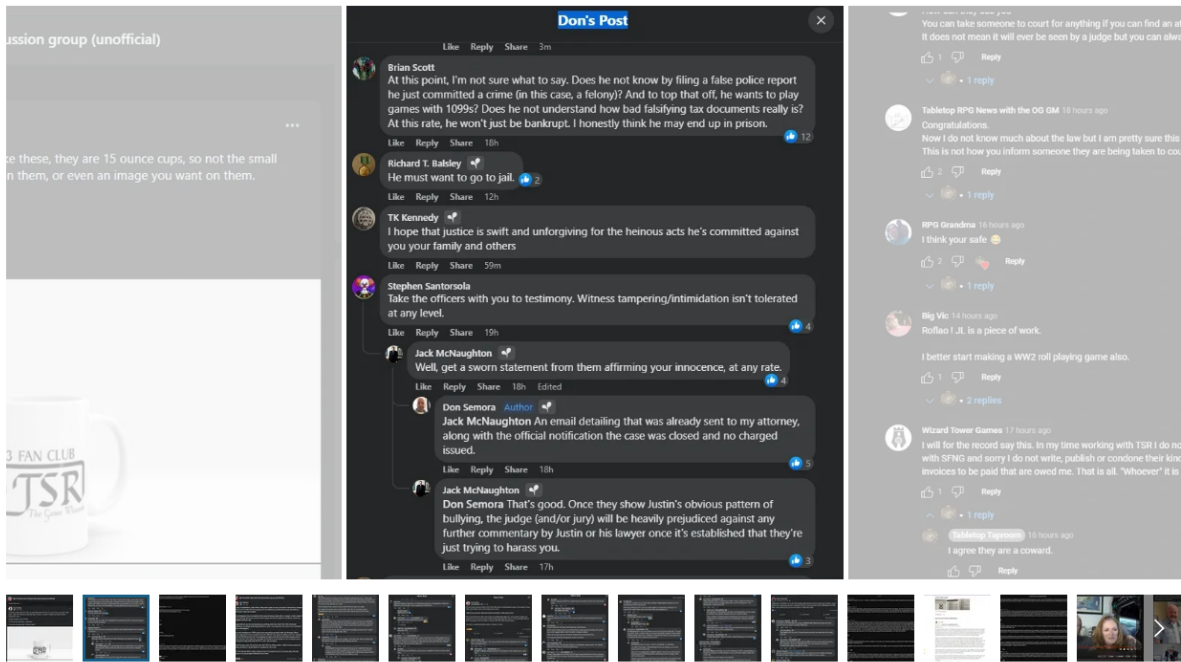 ussion group (unofficial)
ke these, they are 15 ounce cups, so not the small
n them, or even an image you want on them.
3 FAN CLUB
TSR
Don's Post
Like Reply Share 3m
Brian Scott
At this point, I'm not sure what to say. Does he not know by filing a false police report
he just committed a crime (in this case, a felony)? And to top that off, he wants to play
games with 1099s? Does he not understand how bad falsifying tax documents really is?
At this rate, he won't just be bankrupt. I honestly think he may end up in prison.
12
Like Reply Share 18h
Richard T. Balsley
He must want to go to jail.
2
Like Reply Share 12h
TK Kennedy
I hope that justice is swift and unforgiving for the heinous acts he's committed against
you your family and others
Like Reply Share 59m
Stephen Santorsola
Take the officers with you to testimony. Witness tampering/intimidation isn't tolerated
at any level.
4
Like Reply Share 19h
Jack McNaughton
Well, get a sworn statement from them affirming your innocence, at any rate.
4
Like Reply Share 18h Edited
Don Semora Author
Jack McNaughton An email detailing that was already sent to my attorney,
along with the official notification the case was closed and no charged
issued.
5
Like Reply Share 18h
Jack McNaughton
Don Semora That's good. Once they show Justin's obvious pattern of
bullying, the judge (and/or jury) will be heavily prejudiced against any
further commentary by Justin or his lawyer once it's established that they're
just trying to harass you.
3
Like Reply Share 17h
You can take someone to court for anything if you can find an at
It does not mean it will ever be seen by a judge but you can alwa
1 Reply
1 reply
Tabletop RPG News with the OG GM 18 hours ago
Congratulations.
Now I do not know much about the law but I am pretty sure this
This is not how you inform someone they are being taken to cou
2 Reply
1 reply
RPG Grandma 16 hours ago
I think your safe
2 Reply
1 reply
Big Vic 14 hours ago
Roflao ! JL is a piece of work.
I better start making a WW2 roll playing game also.
1 Reply
2 replies
Wizard Tower Games 17 hours ago
I will for the record say this. In my time working with TSR I do no
with SFNG and sorry I do not write, publish or condone their kind
invoices to be paid that are owed me. That is all. "Whoever" it is
1 Reply
1 reply
Tabletop Taproom 16 hours ago
I agree they are a coward.
Reply